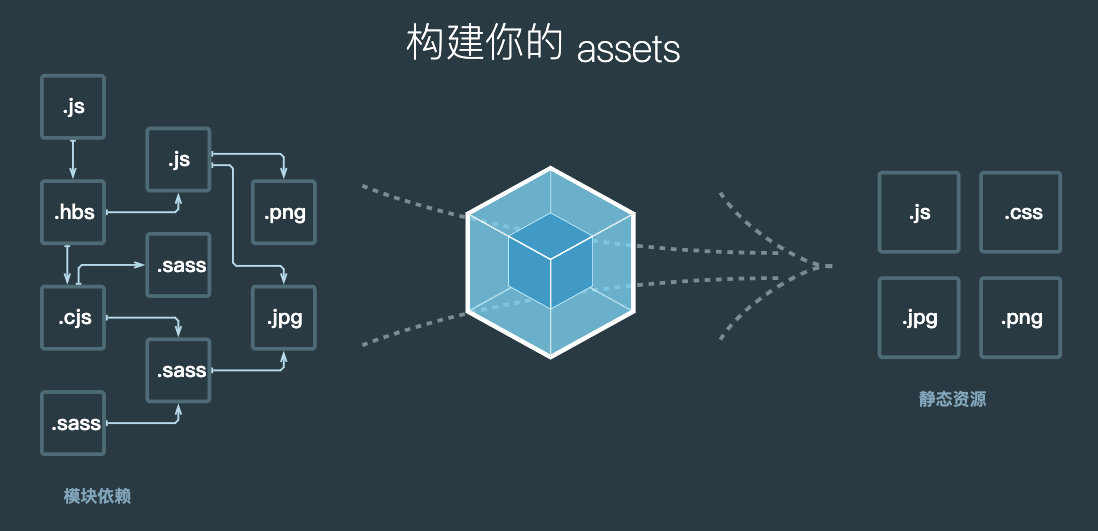 构建你的 assets
.js
.js
.hbs
.png
.sass
.cjs
.jpg
.sass
.sass
模块依赖
.js
.css
.jpg
.png
静态资源